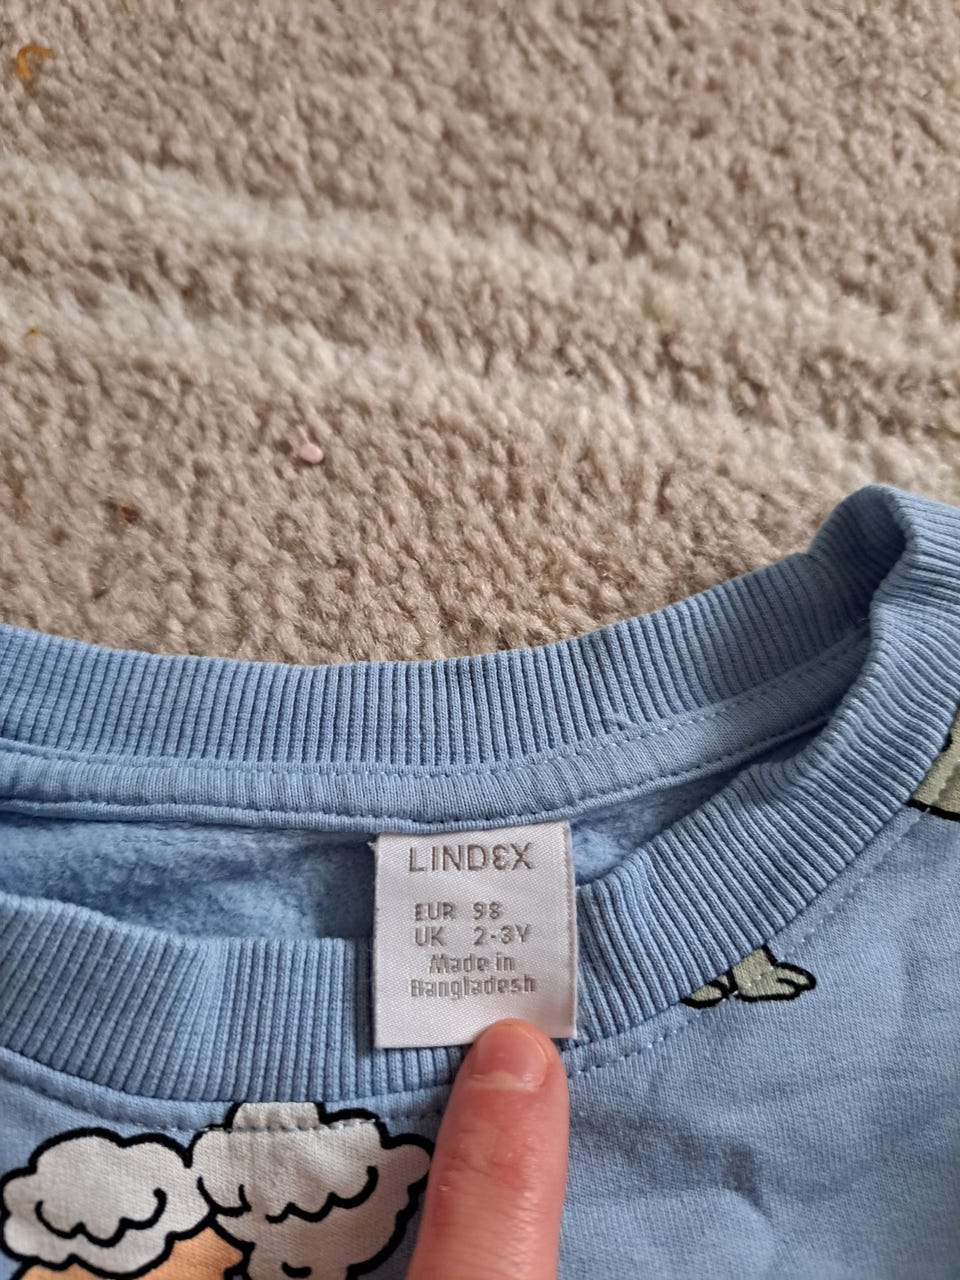 LINDEX
EUR 98
UK 2-3Y
Made in
Bangladesh